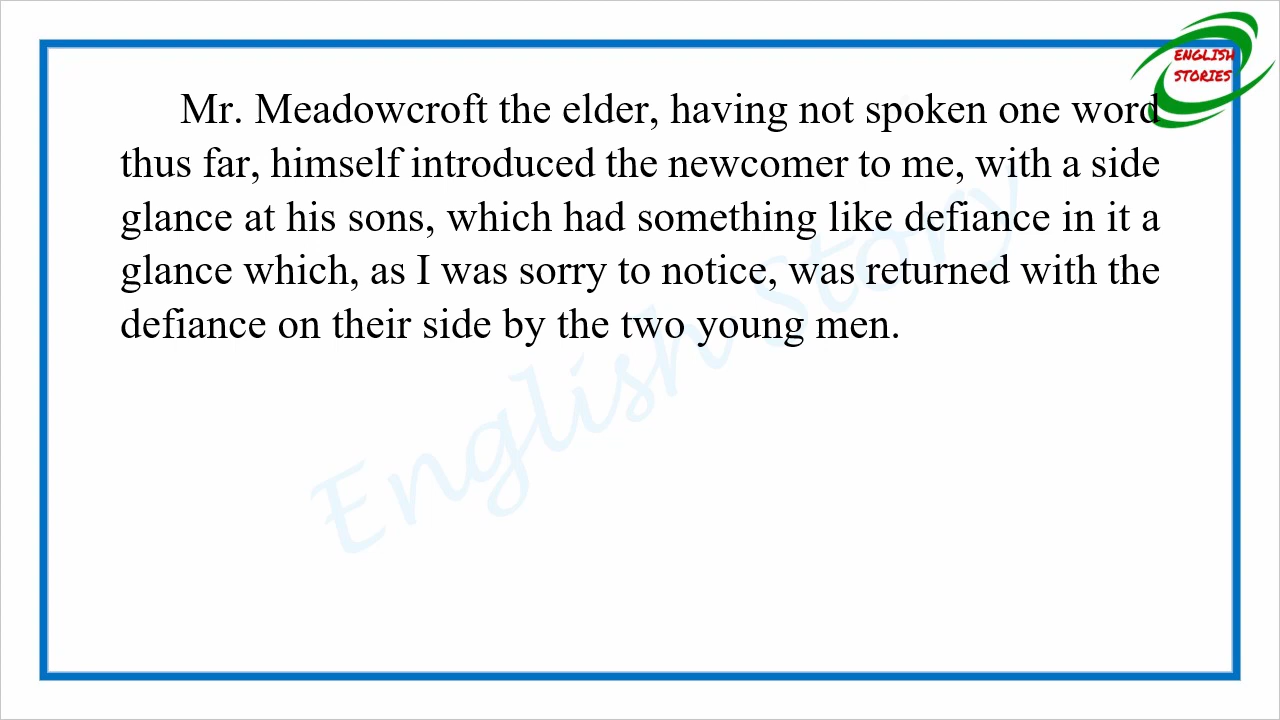 ENGLISH
STORIES
Mr. Meadowcroft the elder, having not spoken one word
thus far, himself introduced the newcomer to me, with a side
glance at his sons, which had something like defiance in it a
glance which, as I was sorry to notice, was returned with the
defiance on their side by the two young men.
English Story